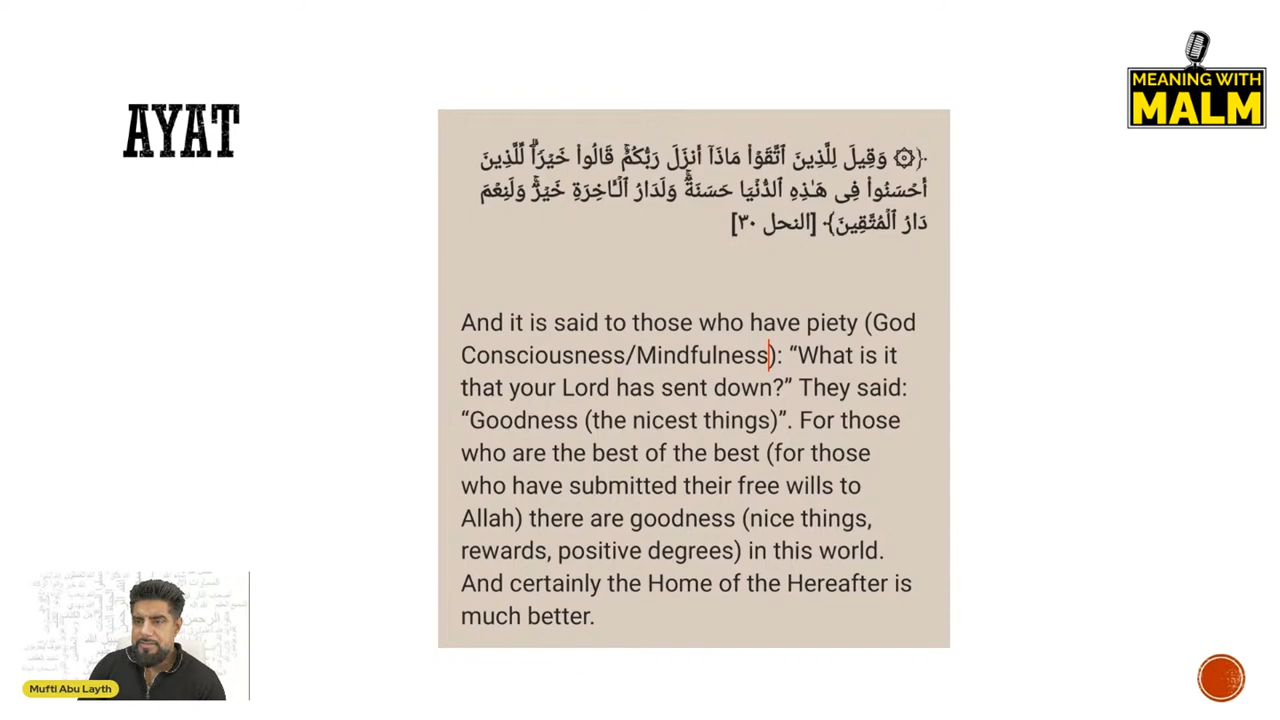 AYAT
MEANING WITH
MALM
﴿۞ وَقِيلَ لِلَّذِينَ ٱتَّقَوۡا۟ مَاذَاۤ أَنزَلَ رَبُّكُمۡۚ قَالُوا۟ خَیۡرࣰاۗ لِّلَّذِینَ
أَحۡسَنُوا۟ فِی هَـٰذِهِ ٱلدُّنۡیَا حَسَنَةࣱۚ وَلَدَارُ ٱلۡـَٔاخِرَةِ خَیۡرࣱۚ وَلَنِعۡمَ
دَارُ ٱلۡمُتَّقِینَ﴾ [النحل ٣٠]
And it is said to those who have piety (God
Consciousness/Mindfulness): “What is it
that your Lord has sent down?” They said:
“Goodness (the nicest things)”. For those
who are the best of the best (for those
who have submitted their free wills to
Allah) there are goodness (nice things,
rewards, positive degrees) in this world.
And certainly the Home of the Hereafter is
much better.
Mufti Abu Layth